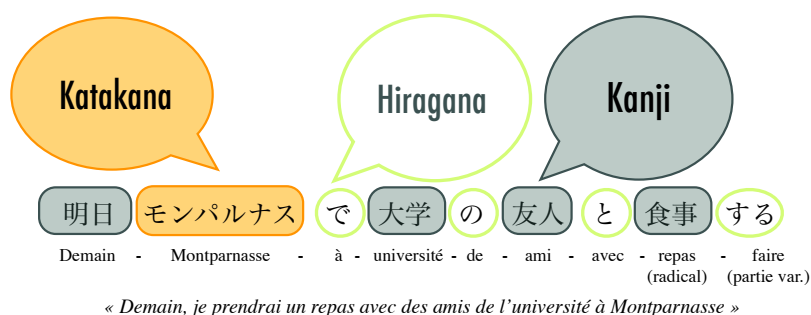 Katakana
Hiragana
Kanji
明日 モンパルナス で 大学 の 友人 と 食事 する
Demain - Montparnasse - à - université - de - ami - avec - repas - faire
(radical) (partie var.)
« Demain, je prendrai un repas avec des amis de l’université à Montparnasse »